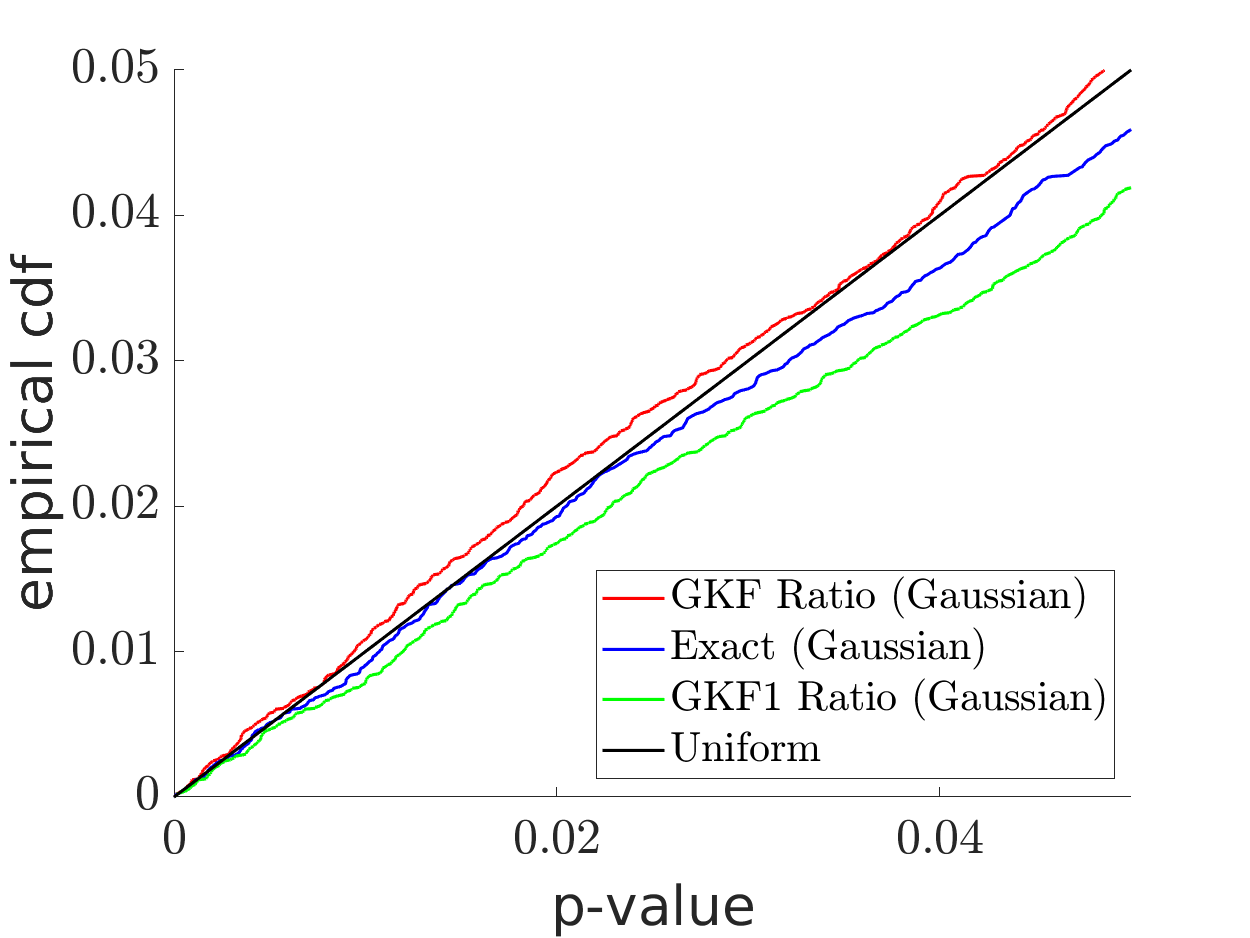 0.05
0.04
0.03
0.02
0.01
0
empirical cdf
GKF Ratio (Gaussian)
Exact (Gaussian)
GKF1 Ratio (Gaussian)
Uniform
0
0.02
0.04
p-value